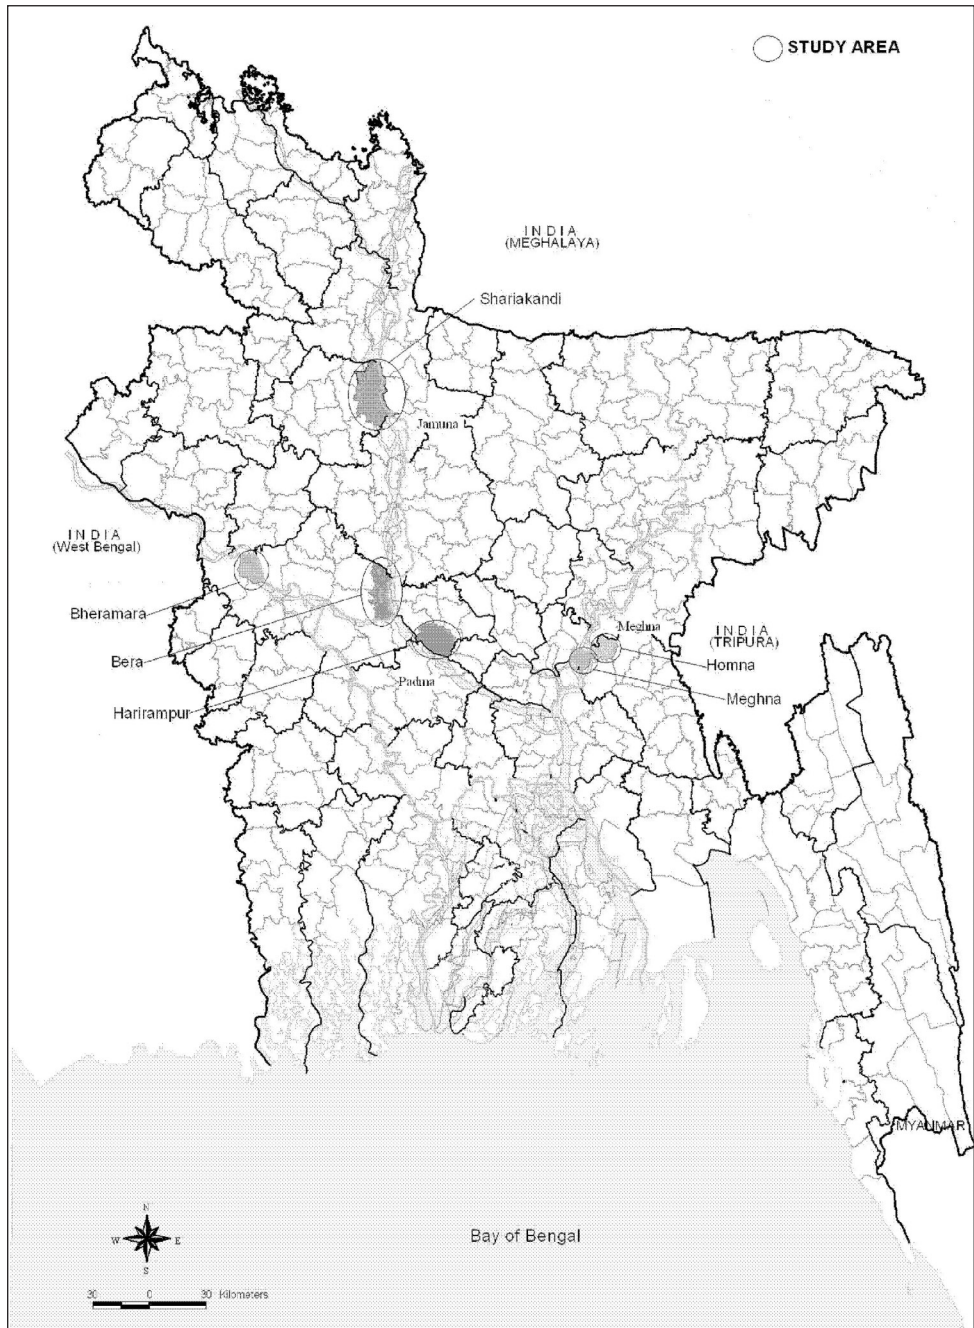 STUDY AREA
INDIA
(MEGHALAYA)
Shariakandi
Jamuna
INDIA
(West Bengal)
Bheramara
Meghna
INDIA
(TRIPURA)
Bera
Homna
Padma
Meghna
Harirampur
MYANMAR
N
W E
S
Bay of Bengal
30 0 30 Kilometers